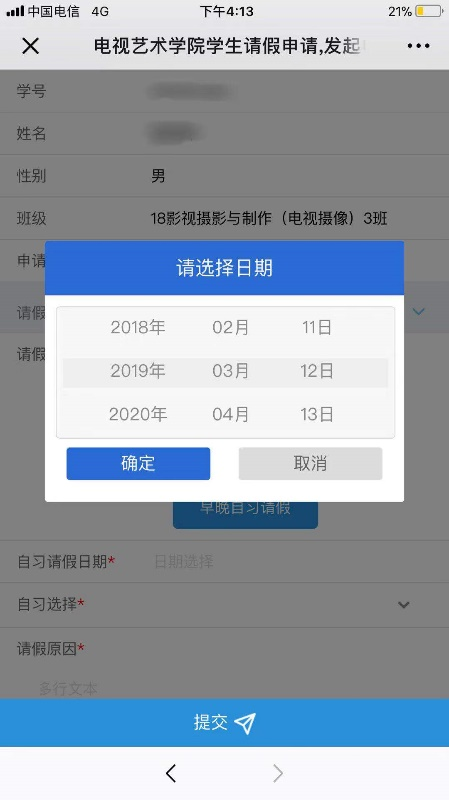 中国电信 4G 下午4:13 21%
电视艺术学院学生请假申请,发起
学号
姓名
性别 男
班级 18影视摄影与制作（电视摄像）3班
申请
请选择日期
请假
请假
2018年 02月 11日
2019年 03月 12日
2020年 04月 13日
确定 取消
早晚自习请假
自习请假日期* 日期选择
自习选择*
请假原因*
多行文本
提交